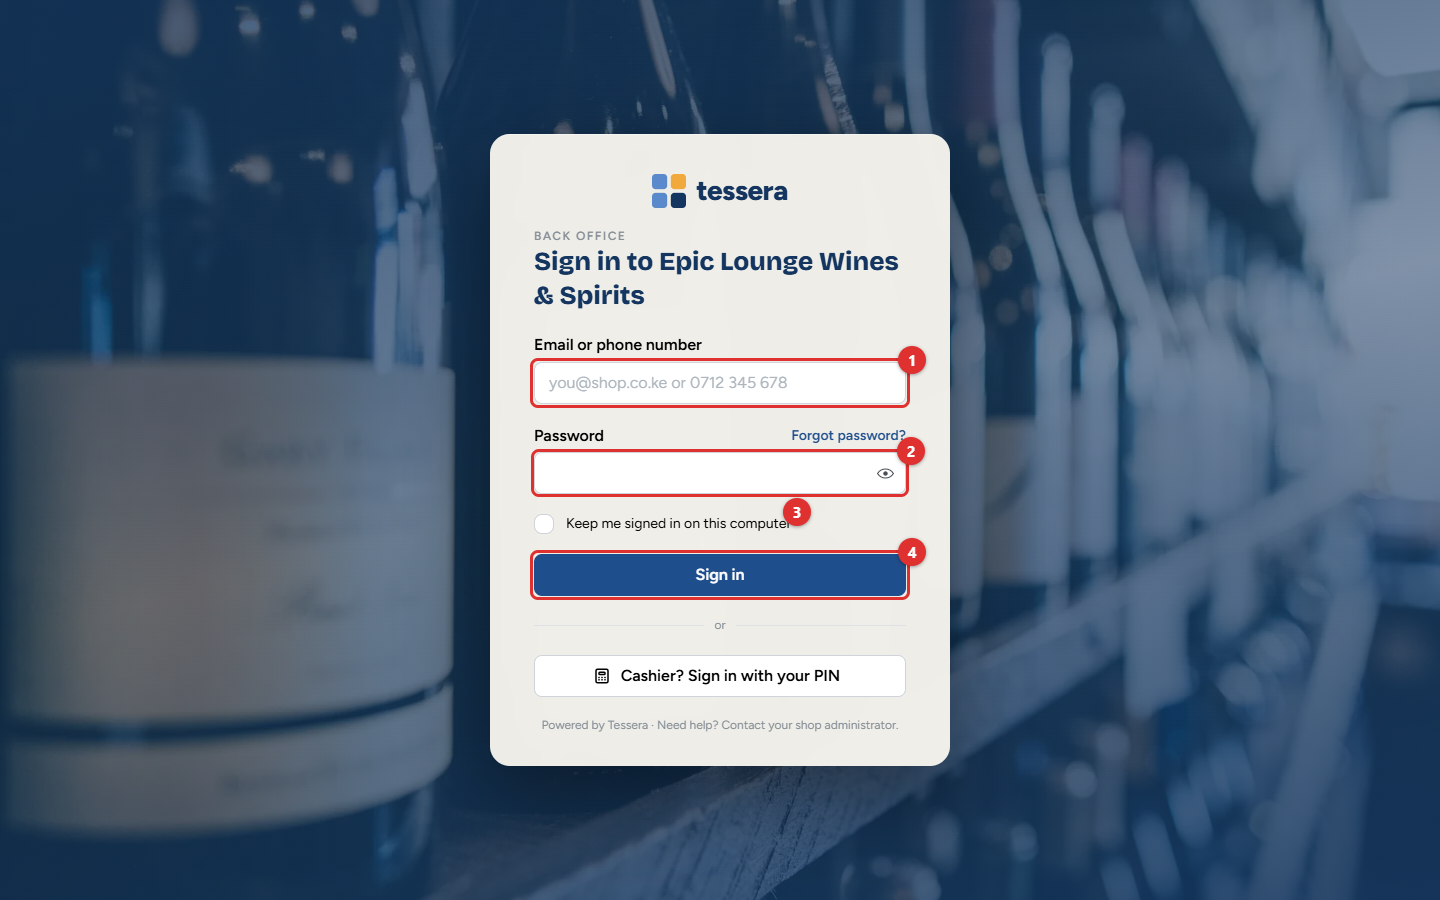 tessera
BACK OFFICE
Sign in to Epic Lounge Wines
& Spirits
Email or phone number
1
you@shop.co.ke or 0712 345 678
Password
Forgot password?
2
3
Keep me signed in on this computer
4
Sign in
or
Cashier? Sign in with your PIN
Powered by Tessera · Need help? Contact your shop administrator.